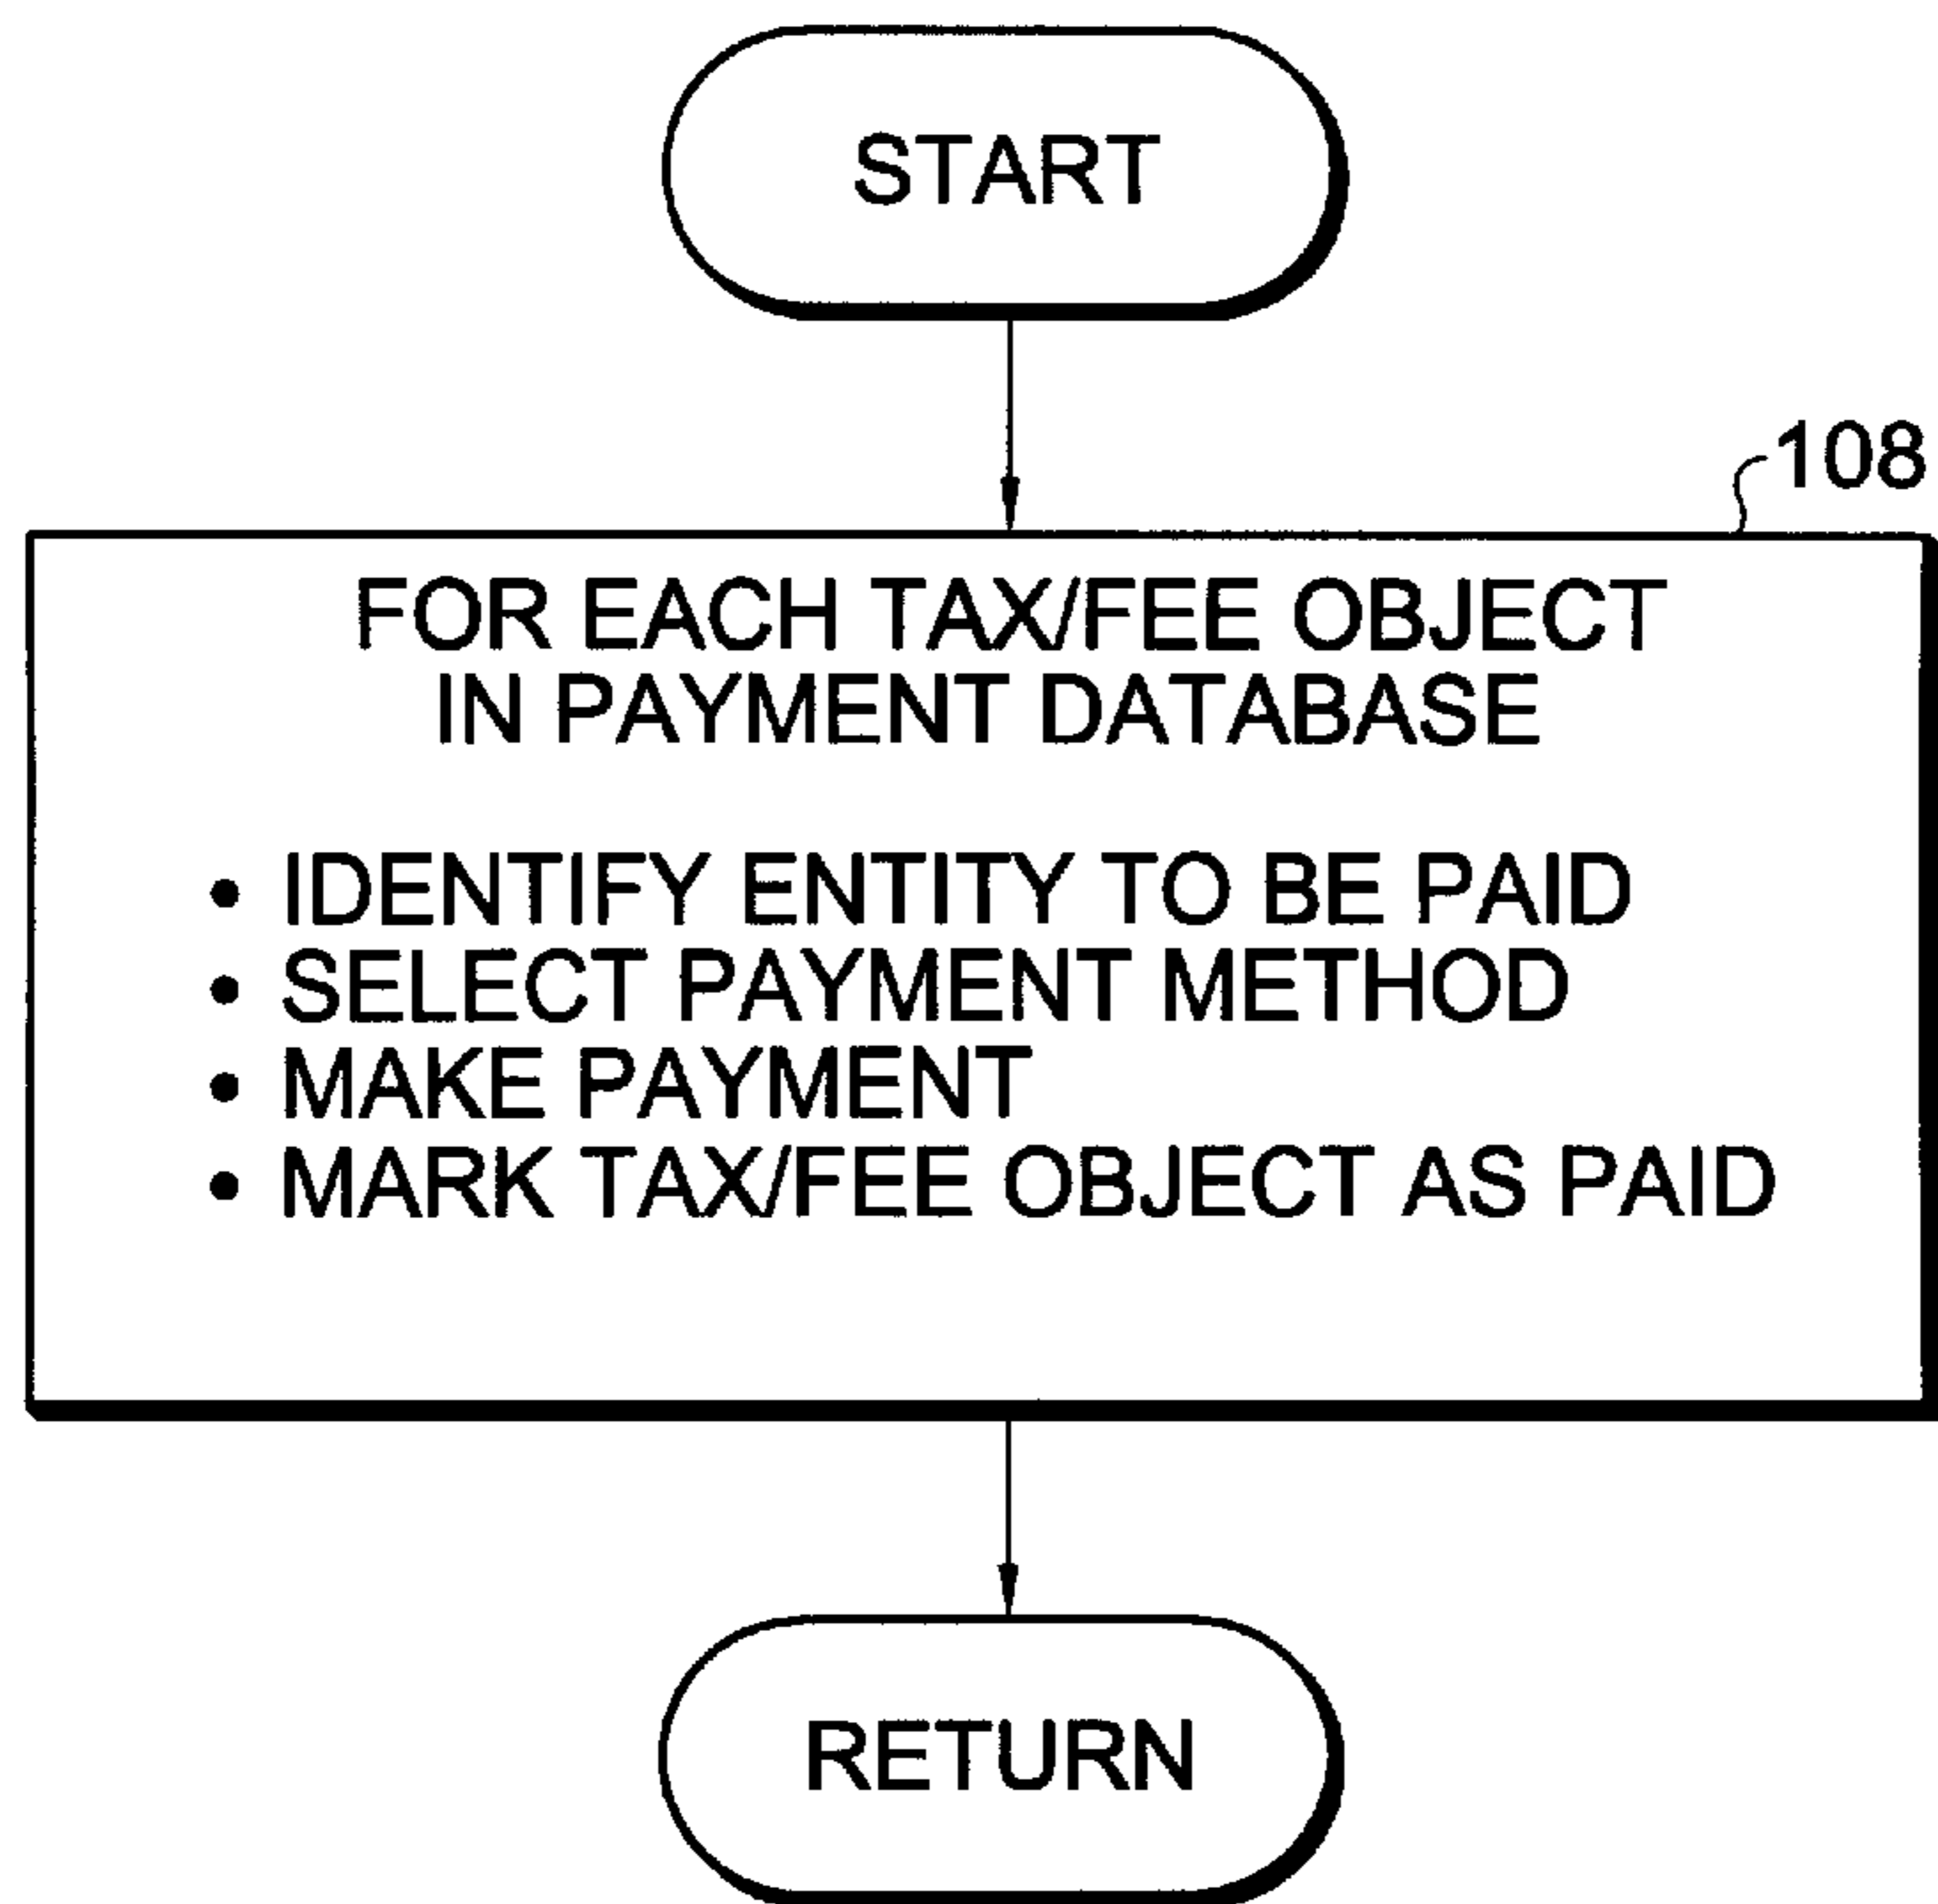 START
108
FOR EACH TAX/FEE OBJECT
IN PAYMENT DATABASE
• IDENTIFY ENTITY TO BE PAID
• SELECT PAYMENT METHOD
• MAKE PAYMENT
• MARK TAX/FEE OBJECT AS PAID
RETURN